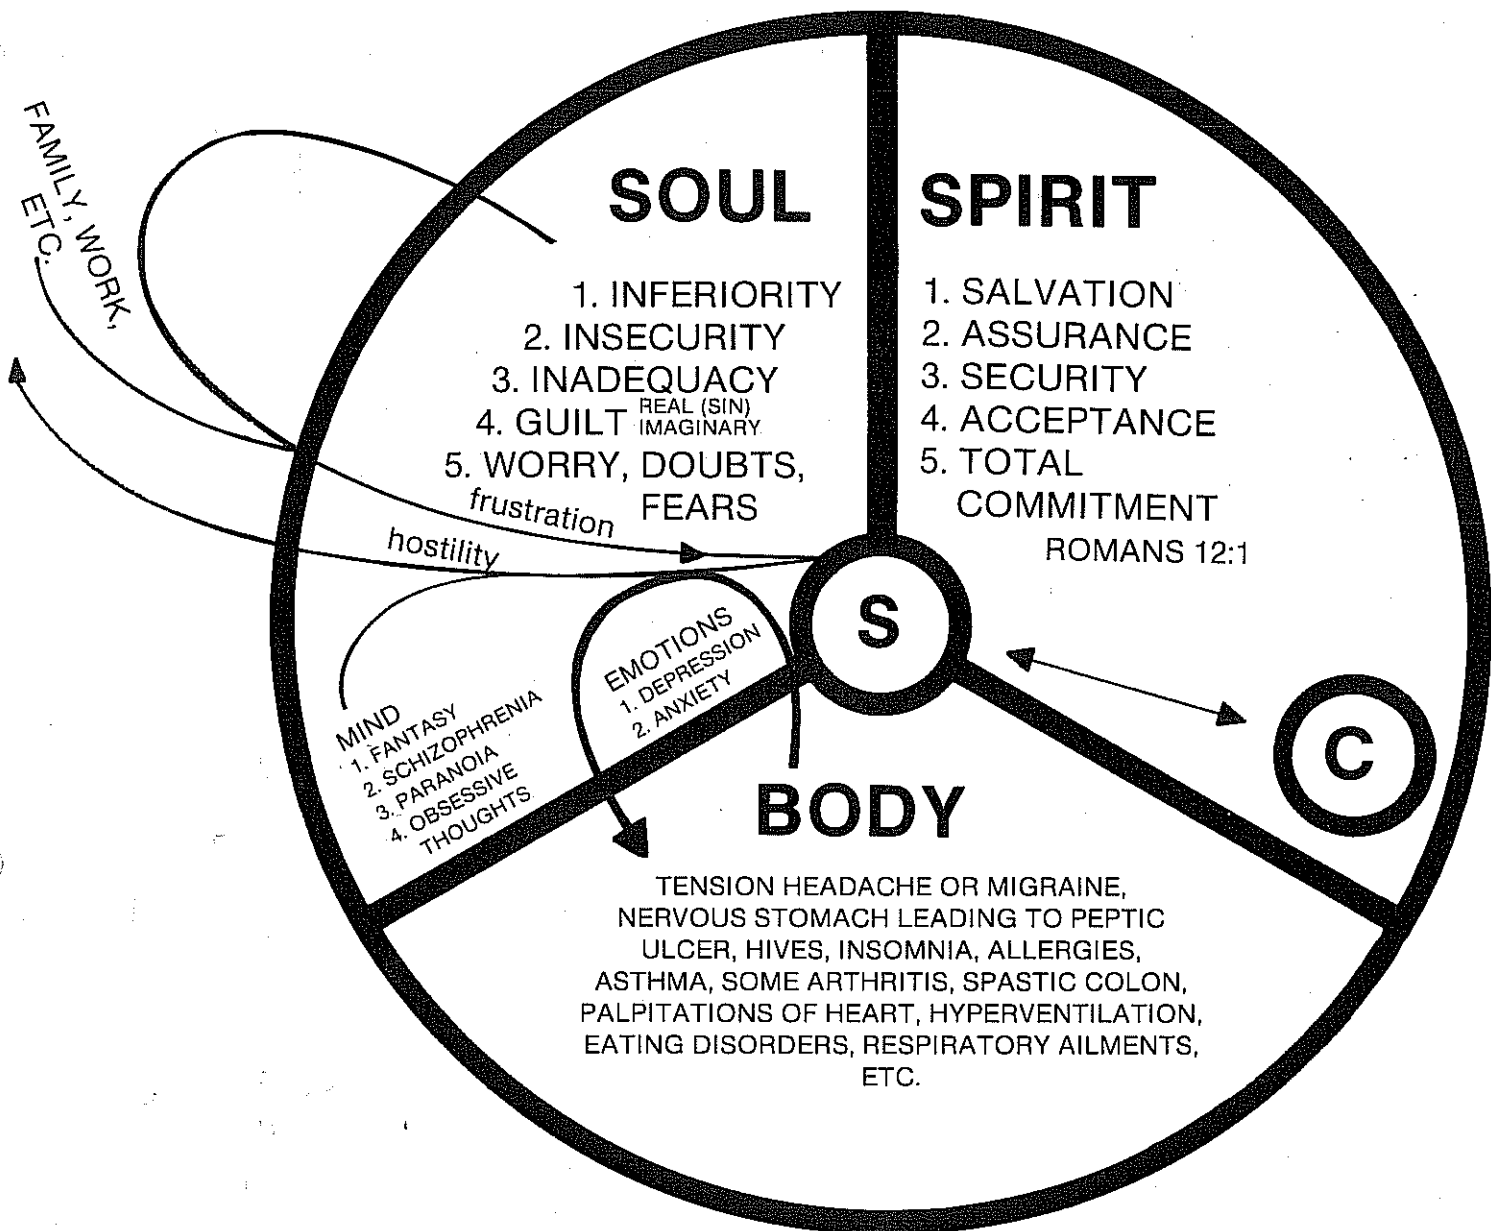 FAMILY, WORK,
ETC.
SOUL
1. INFERIORITY
2. INSECURITY
3. INADEQUACY
4. GUILT REAL (SIN)
IMAGINARY
5. WORRY, DOUBTS,
FEARS
frustration
hostility
SPIRIT
1. SALVATION
2. ASSURANCE
3. SECURITY
4. ACCEPTANCE
5. TOTAL
COMMITMENT
ROMANS 12:1
S
C
MIND
1. FANTASY
2. SCHIZOPHRENIA
3. PARANOIA
4. OBSESSIVE
THOUGHTS
EMOTIONS
1. DEPRESSION
2. ANXIETY
BODY
TENSION HEADACHE OR MIGRAINE,
NERVOUS STOMACH LEADING TO PEPTIC
ULCER, HIVES, INSOMNIA, ALLERGIES,
ASTHMA, SOME ARTHRITIS, SPASTIC COLON,
PALPITATIONS OF HEART, HYPERVENTILATION,
EATING DISORDERS, RESPIRATORY AILMENTS,
ETC.